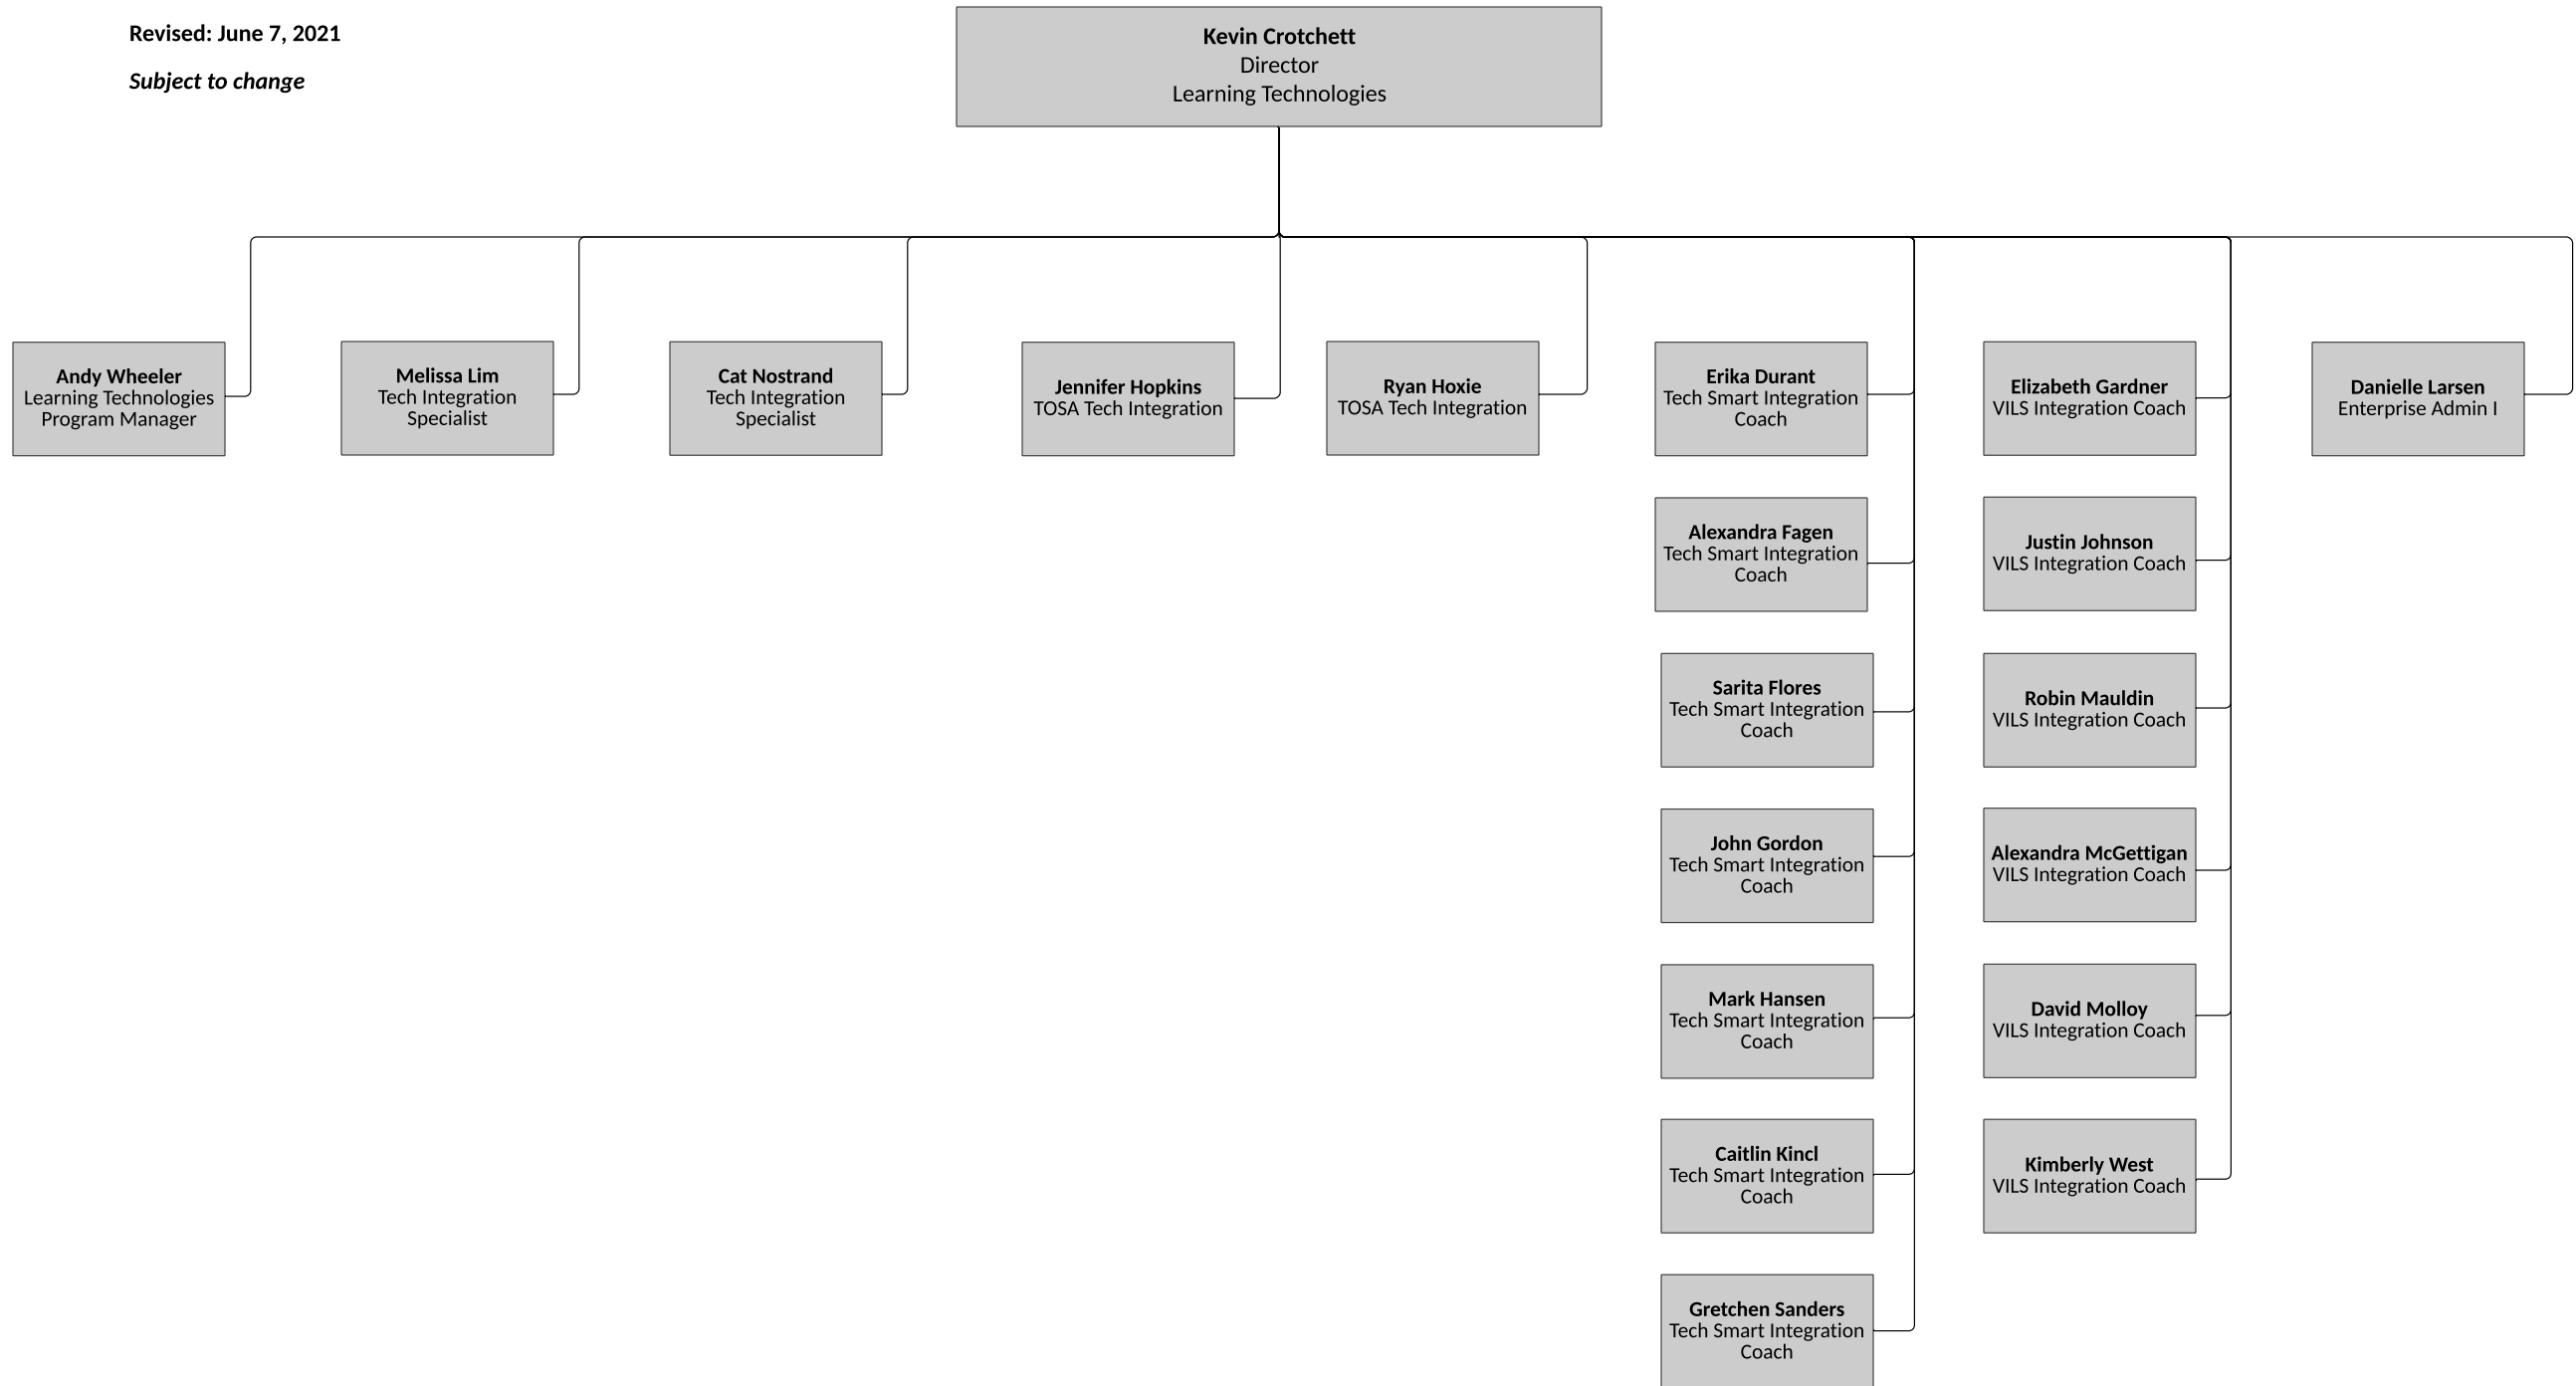 Revised: June 7, 2021
Subject to change
Kevin Crotchett
Director
Learning Technologies
Andy Wheeler
Learning Technologies
Program Manager
Melissa Lim
Tech Integration
Specialist
Cat Nostrand
Tech Integration
Specialist
Jennifer Hopkins
TOSA Tech Integration
Ryan Hoxie
TOSA Tech Integration
Erika Durant
Tech Smart Integration
Coach
Alexandra Fagen
Tech Smart Integration
Coach
Sarita Flores
Tech Smart Integration
Coach
John Gordon
Tech Smart Integration
Coach
Mark Hansen
Tech Smart Integration
Coach
Caitlin Kincl
Tech Smart Integration
Coach
Gretchen Sanders
Tech Smart Integration
Coach
Elizabeth Gardner
VILS Integration Coach
Justin Johnson
VILS Integration Coach
Robin Mauldin
VILS Integration Coach
Alexandra McGettigan
VILS Integration Coach
David Molloy
VILS Integration Coach
Kimberly West
VILS Integration Coach
Danielle Larsen
Enterprise Admin I